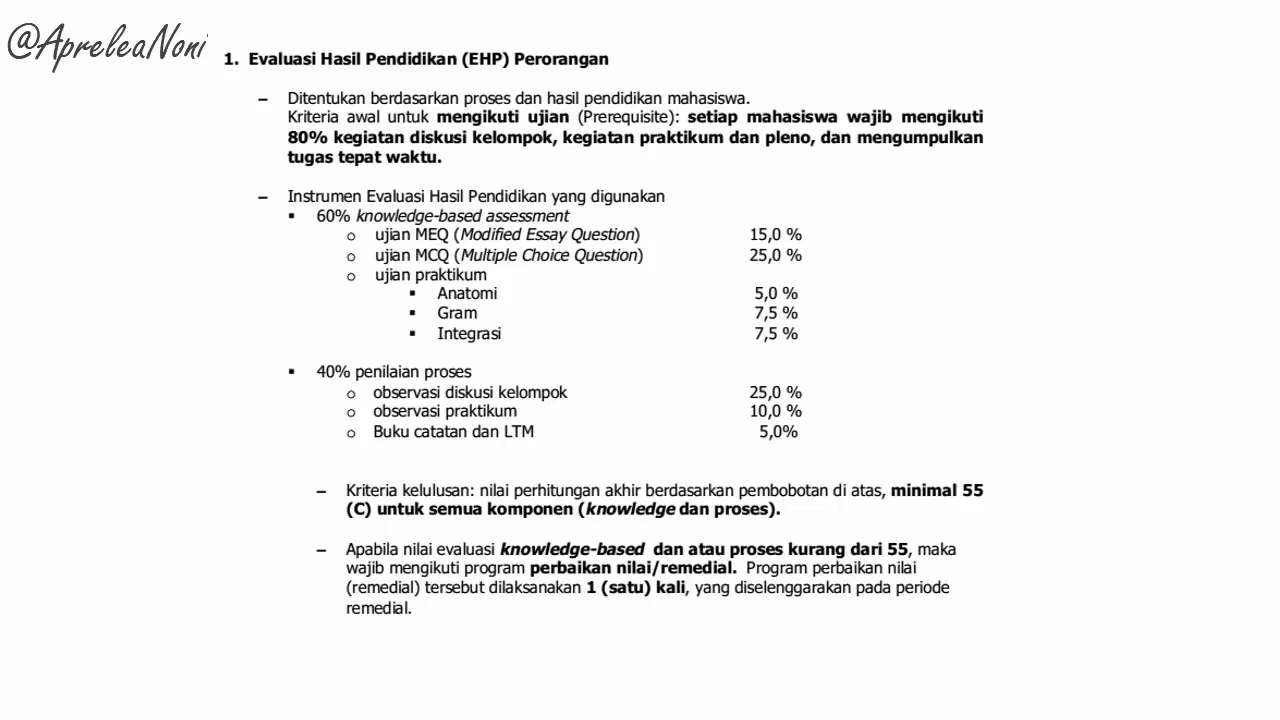 @ApreleaNoni
1. Evaluasi Hasil Pendidikan (EHP) Perorangan
– Ditentukan berdasarkan proses dan hasil pendidikan mahasiswa.
Kriteria awal untuk mengikuti ujian (Prerequisite): setiap mahasiswa wajib mengikuti
80% kegiatan diskusi kelompok, kegiatan praktikum dan pleno, dan mengumpulkan
tugas tepat waktu.
– Instrumen Evaluasi Hasil Pendidikan yang digunakan
▪ 60% knowledge-based assessment
o ujian MEQ (Modified Essay Question) 15,0 %
o ujian MCQ (Multiple Choice Question) 25,0 %
o ujian praktikum
▪ Anatomi 5,0 %
▪ Gram 7,5 %
▪ Integrasi 7,5 %
▪ 40% penilaian proses
o observasi diskusi kelompok 25,0 %
o observasi praktikum 10,0 %
o Buku catatan dan LTM 5,0%
– Kriteria kelulusan: nilai perhitungan akhir berdasarkan pembobotan di atas, minimal 55
(C) untuk semua komponen (knowledge dan proses).
– Apabila nilai evaluasi knowledge-based dan atau proses kurang dari 55, maka
wajib mengikuti program perbaikan nilai/remedial. Program perbaikan nilai
(remedial) tersebut dilaksanakan 1 (satu) kali, yang diselenggarakan pada periode
remedial.